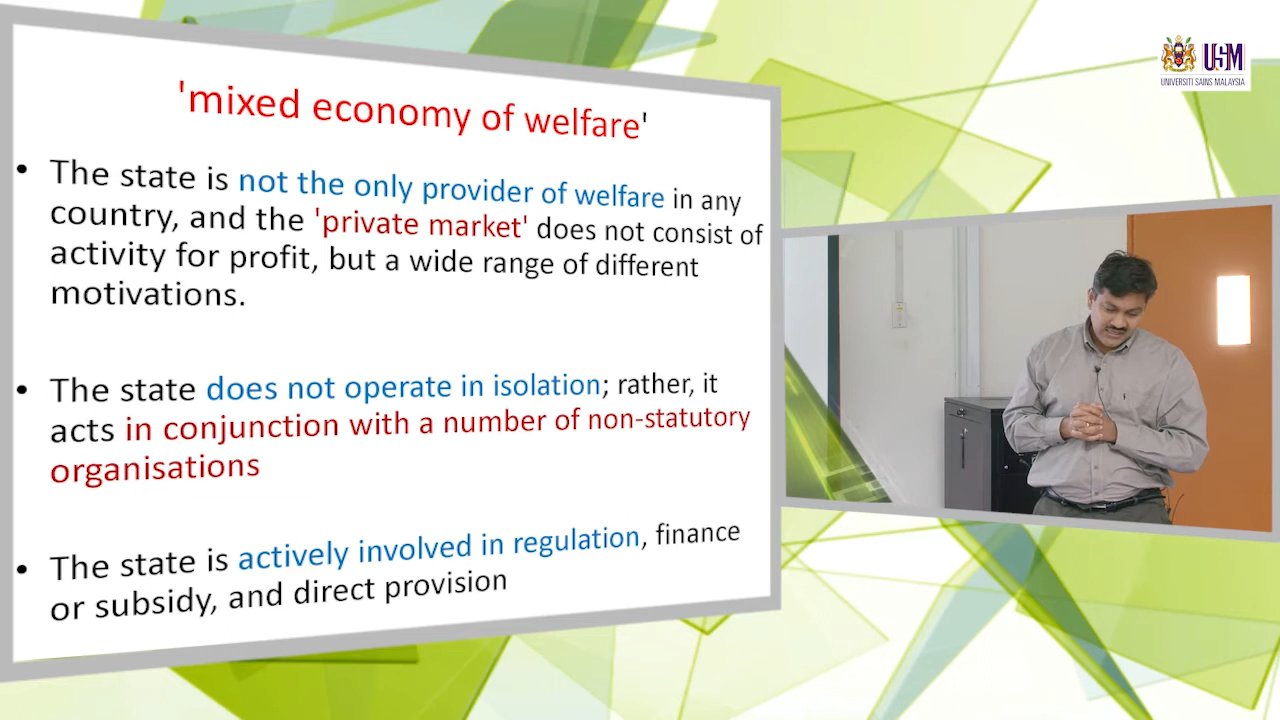 'mixed economy of welfare'
• The state is not the only provider of welfare in any
country, and the 'private market' does not consist of
activity for profit, but a wide range of different
motivations.
• The state does not operate in isolation; rather, it
acts in conjunction with a number of non-statutory
organisations
• The state is actively involved in regulation, finance
or subsidy, and direct provision
USM
UNIVERSITI SAINS MALAYSIA